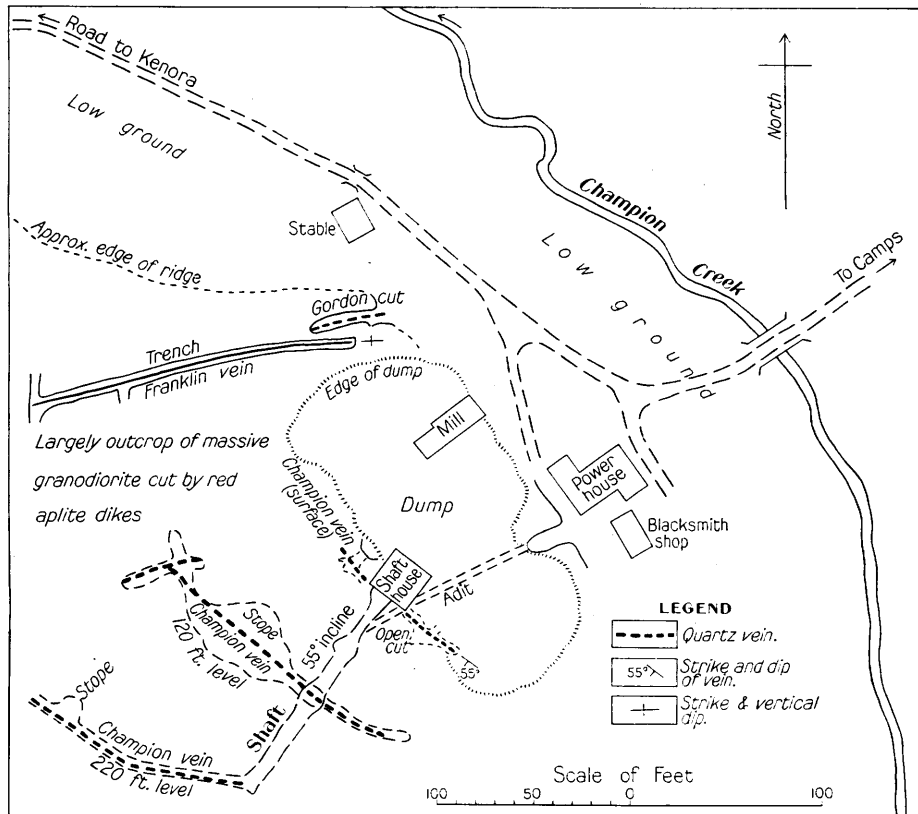 Road to Kenora
Low ground
North
Champion
Creek
Stable
Low
ground
To Camps
Approx. edge of ridge
Gordon cut
Trench
Franklin vein
Edge of dump
Mill
Largely outcrop of massive
granodiorite cut by red
aplite dikes
Champion vein
(surface)
Dump
Power
house
Blacksmith
shop
Shaft
house
Adit
Open
cut
55°
Stope
Champion vein
120
ft. level
55° incline
Shaft
Stope
Champion vein
220 ft. level
LEGEND
Quartz vein.
55°
Strike and dip
of vein.
Strike & vertical
dip.
Scale of Feet
100 50 0 100